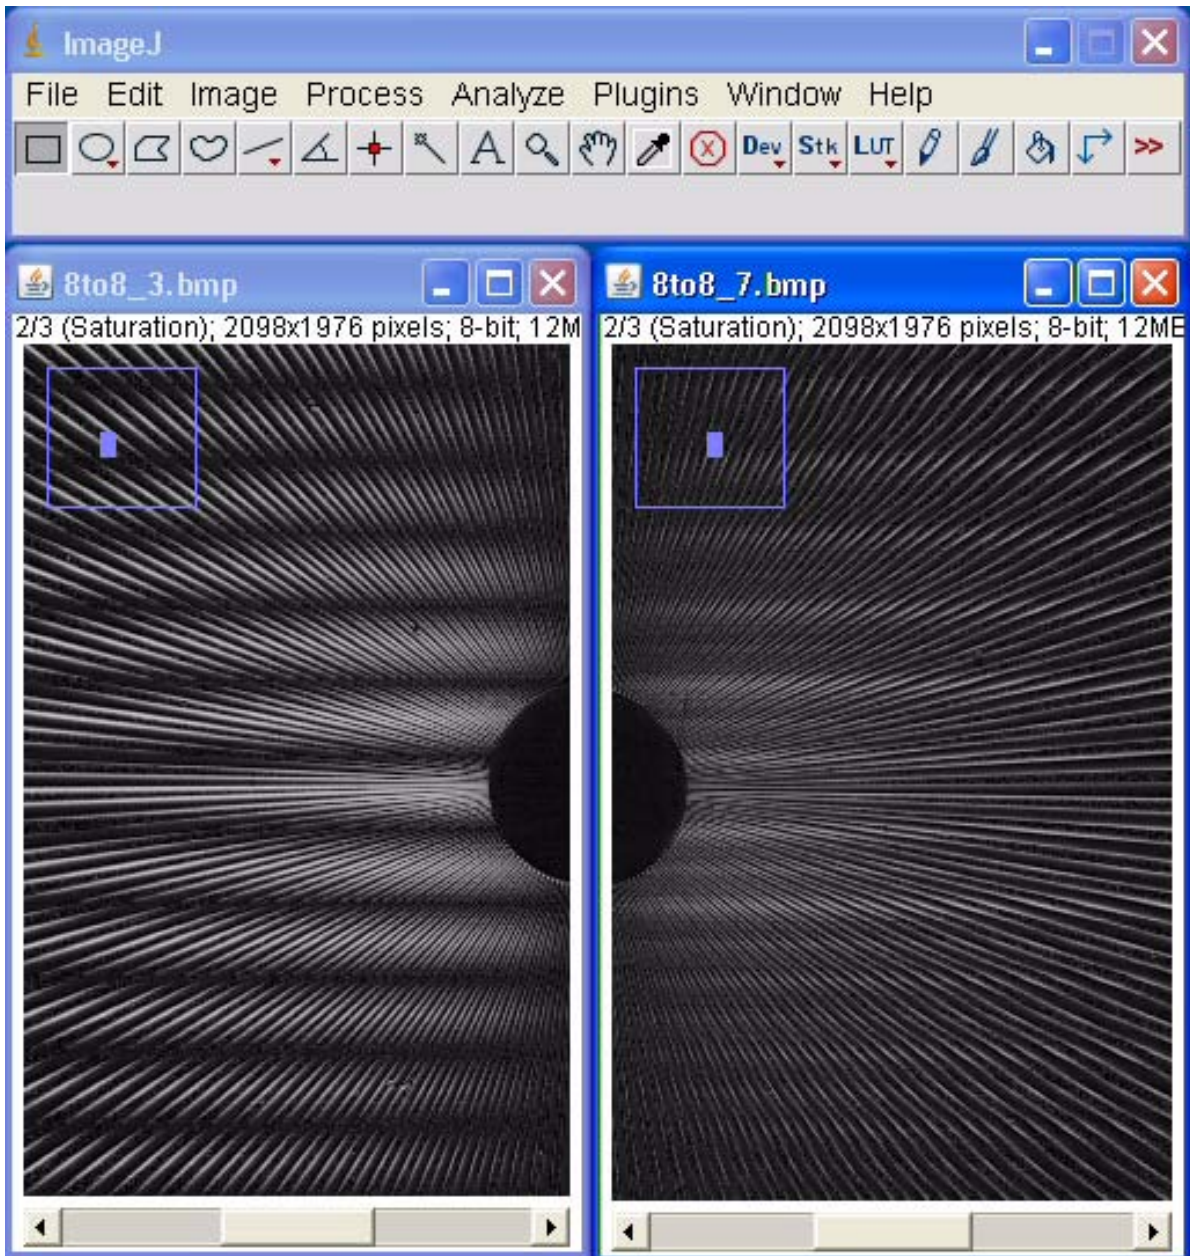 ImageJ
File Edit Image Process Analyze Plugins Window Help
A Dev Stk LUT >>
8to8_3.bmp
2/3 (Saturation); 2098x1976 pixels; 8-bit; 12M
8to8_7.bmp
2/3 (Saturation); 2098x1976 pixels; 8-bit; 12ME